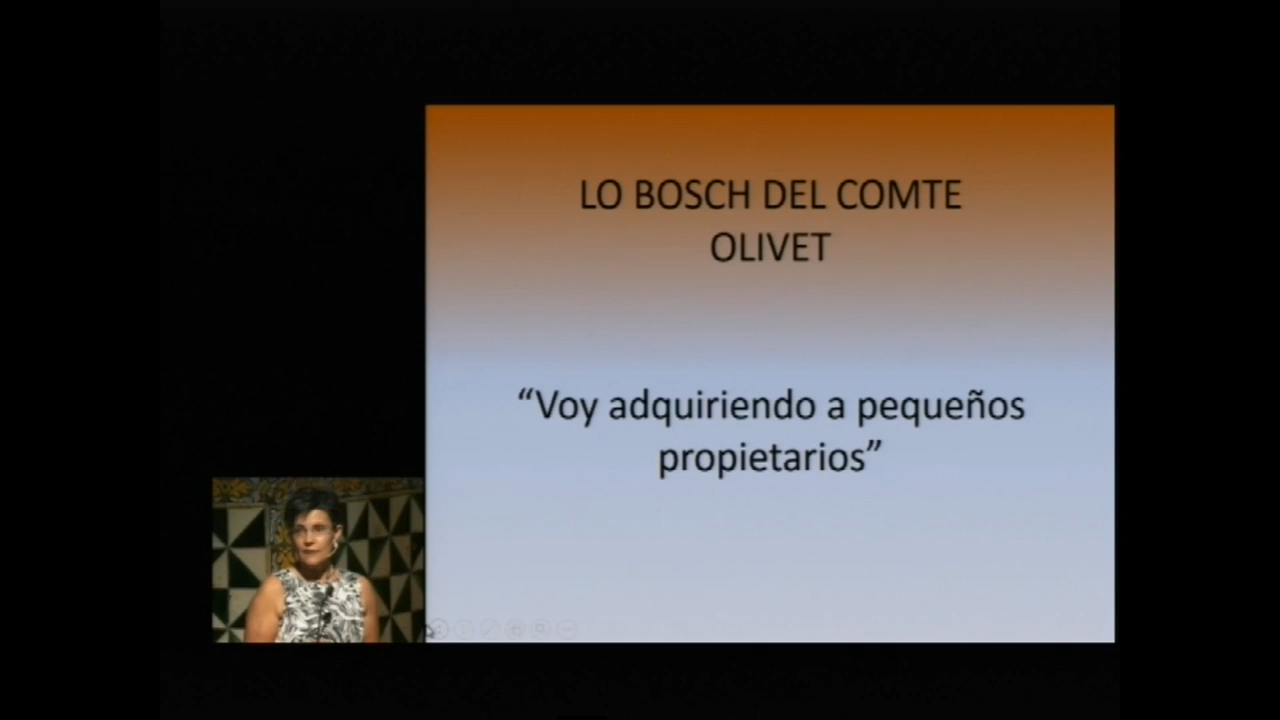 LO BOSCH DEL COMTE
OLIVET
“Voy adquiriendo a pequeños
propietarios”